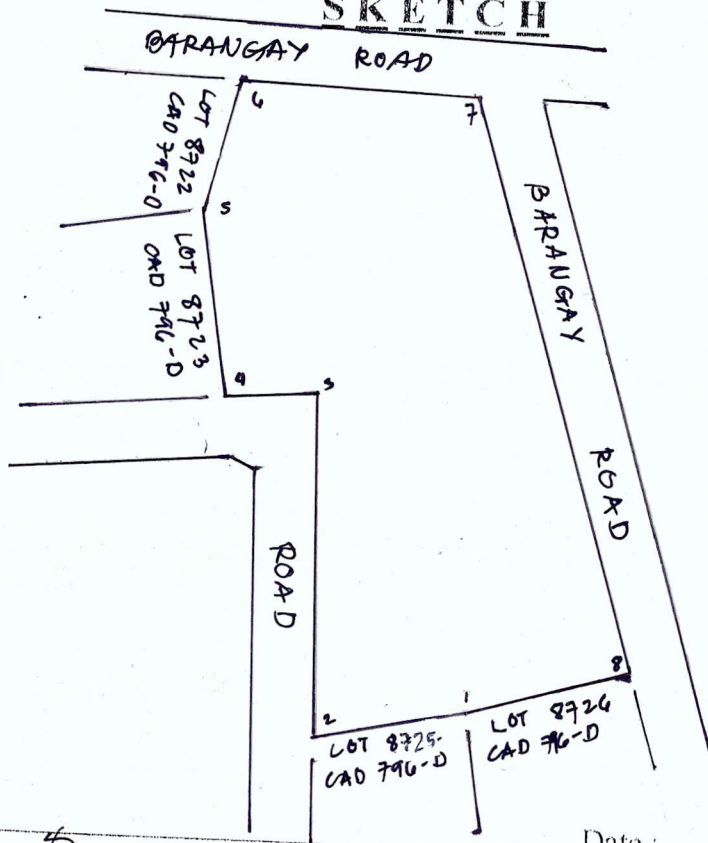 SKETCH
BARANGAY ROAD
6
7
LOT 8722
CAD 796-D
5
LOT 8723
CAD 796-D
BARANGAY ROAD
4
3
ROAD
8
1
2
LOT 8725
CAD 796-D
LOT 8726
CAD 796-D
Date: